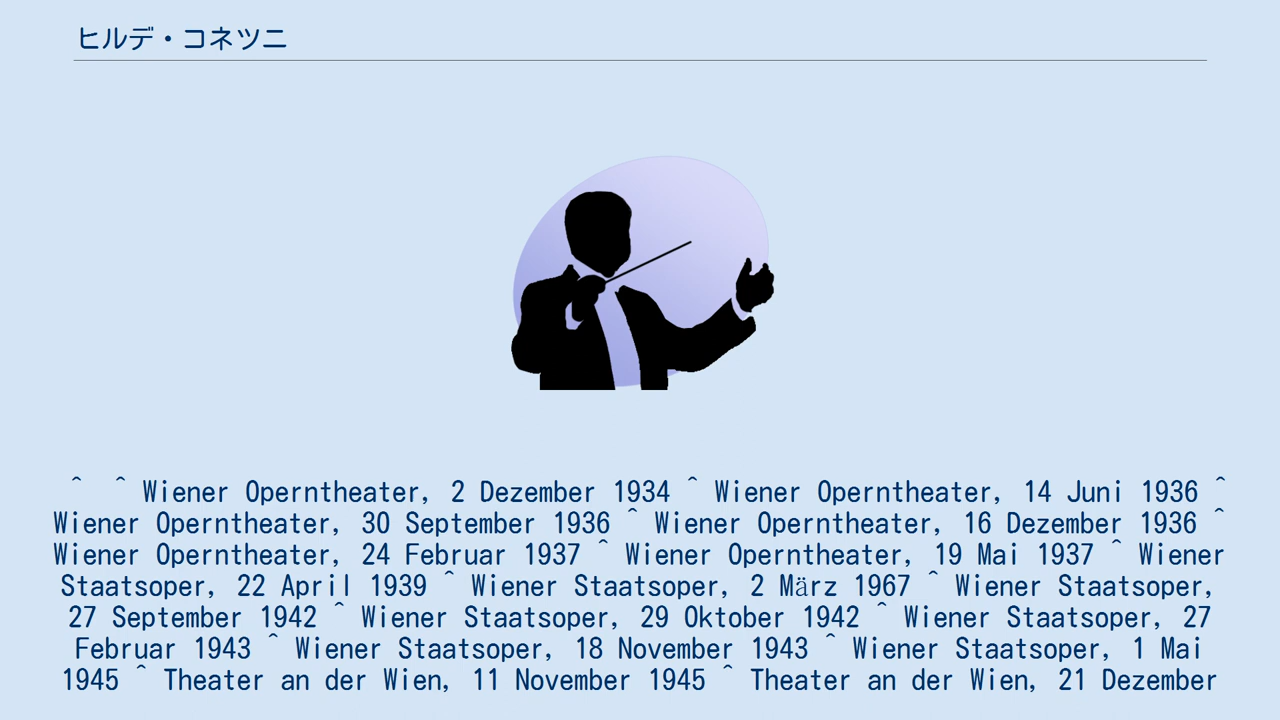 ヒルデ・コネツニ
^ ^ Wiener Operntheater, 2 Dezember 1934 ^ Wiener Operntheater, 14 Juni 1936 ^
Wiener Operntheater, 30 September 1936 ^ Wiener Operntheater, 16 Dezember 1936 ^
Wiener Operntheater, 24 Februar 1937 ^ Wiener Operntheater, 19 Mai 1937 ^ Wiener
Staatsoper, 22 April 1939 ^ Wiener Staatsoper, 2 März 1967 ^ Wiener Staatsoper,
27 September 1942 ^ Wiener Staatsoper, 29 Oktober 1942 ^ Wiener Staatsoper, 27
Februar 1943 ^ Wiener Staatsoper, 18 November 1943 ^ Wiener Staatsoper, 1 Mai
1945 ^ Theater an der Wien, 11 November 1945 ^ Theater an der Wien, 21 Dezember